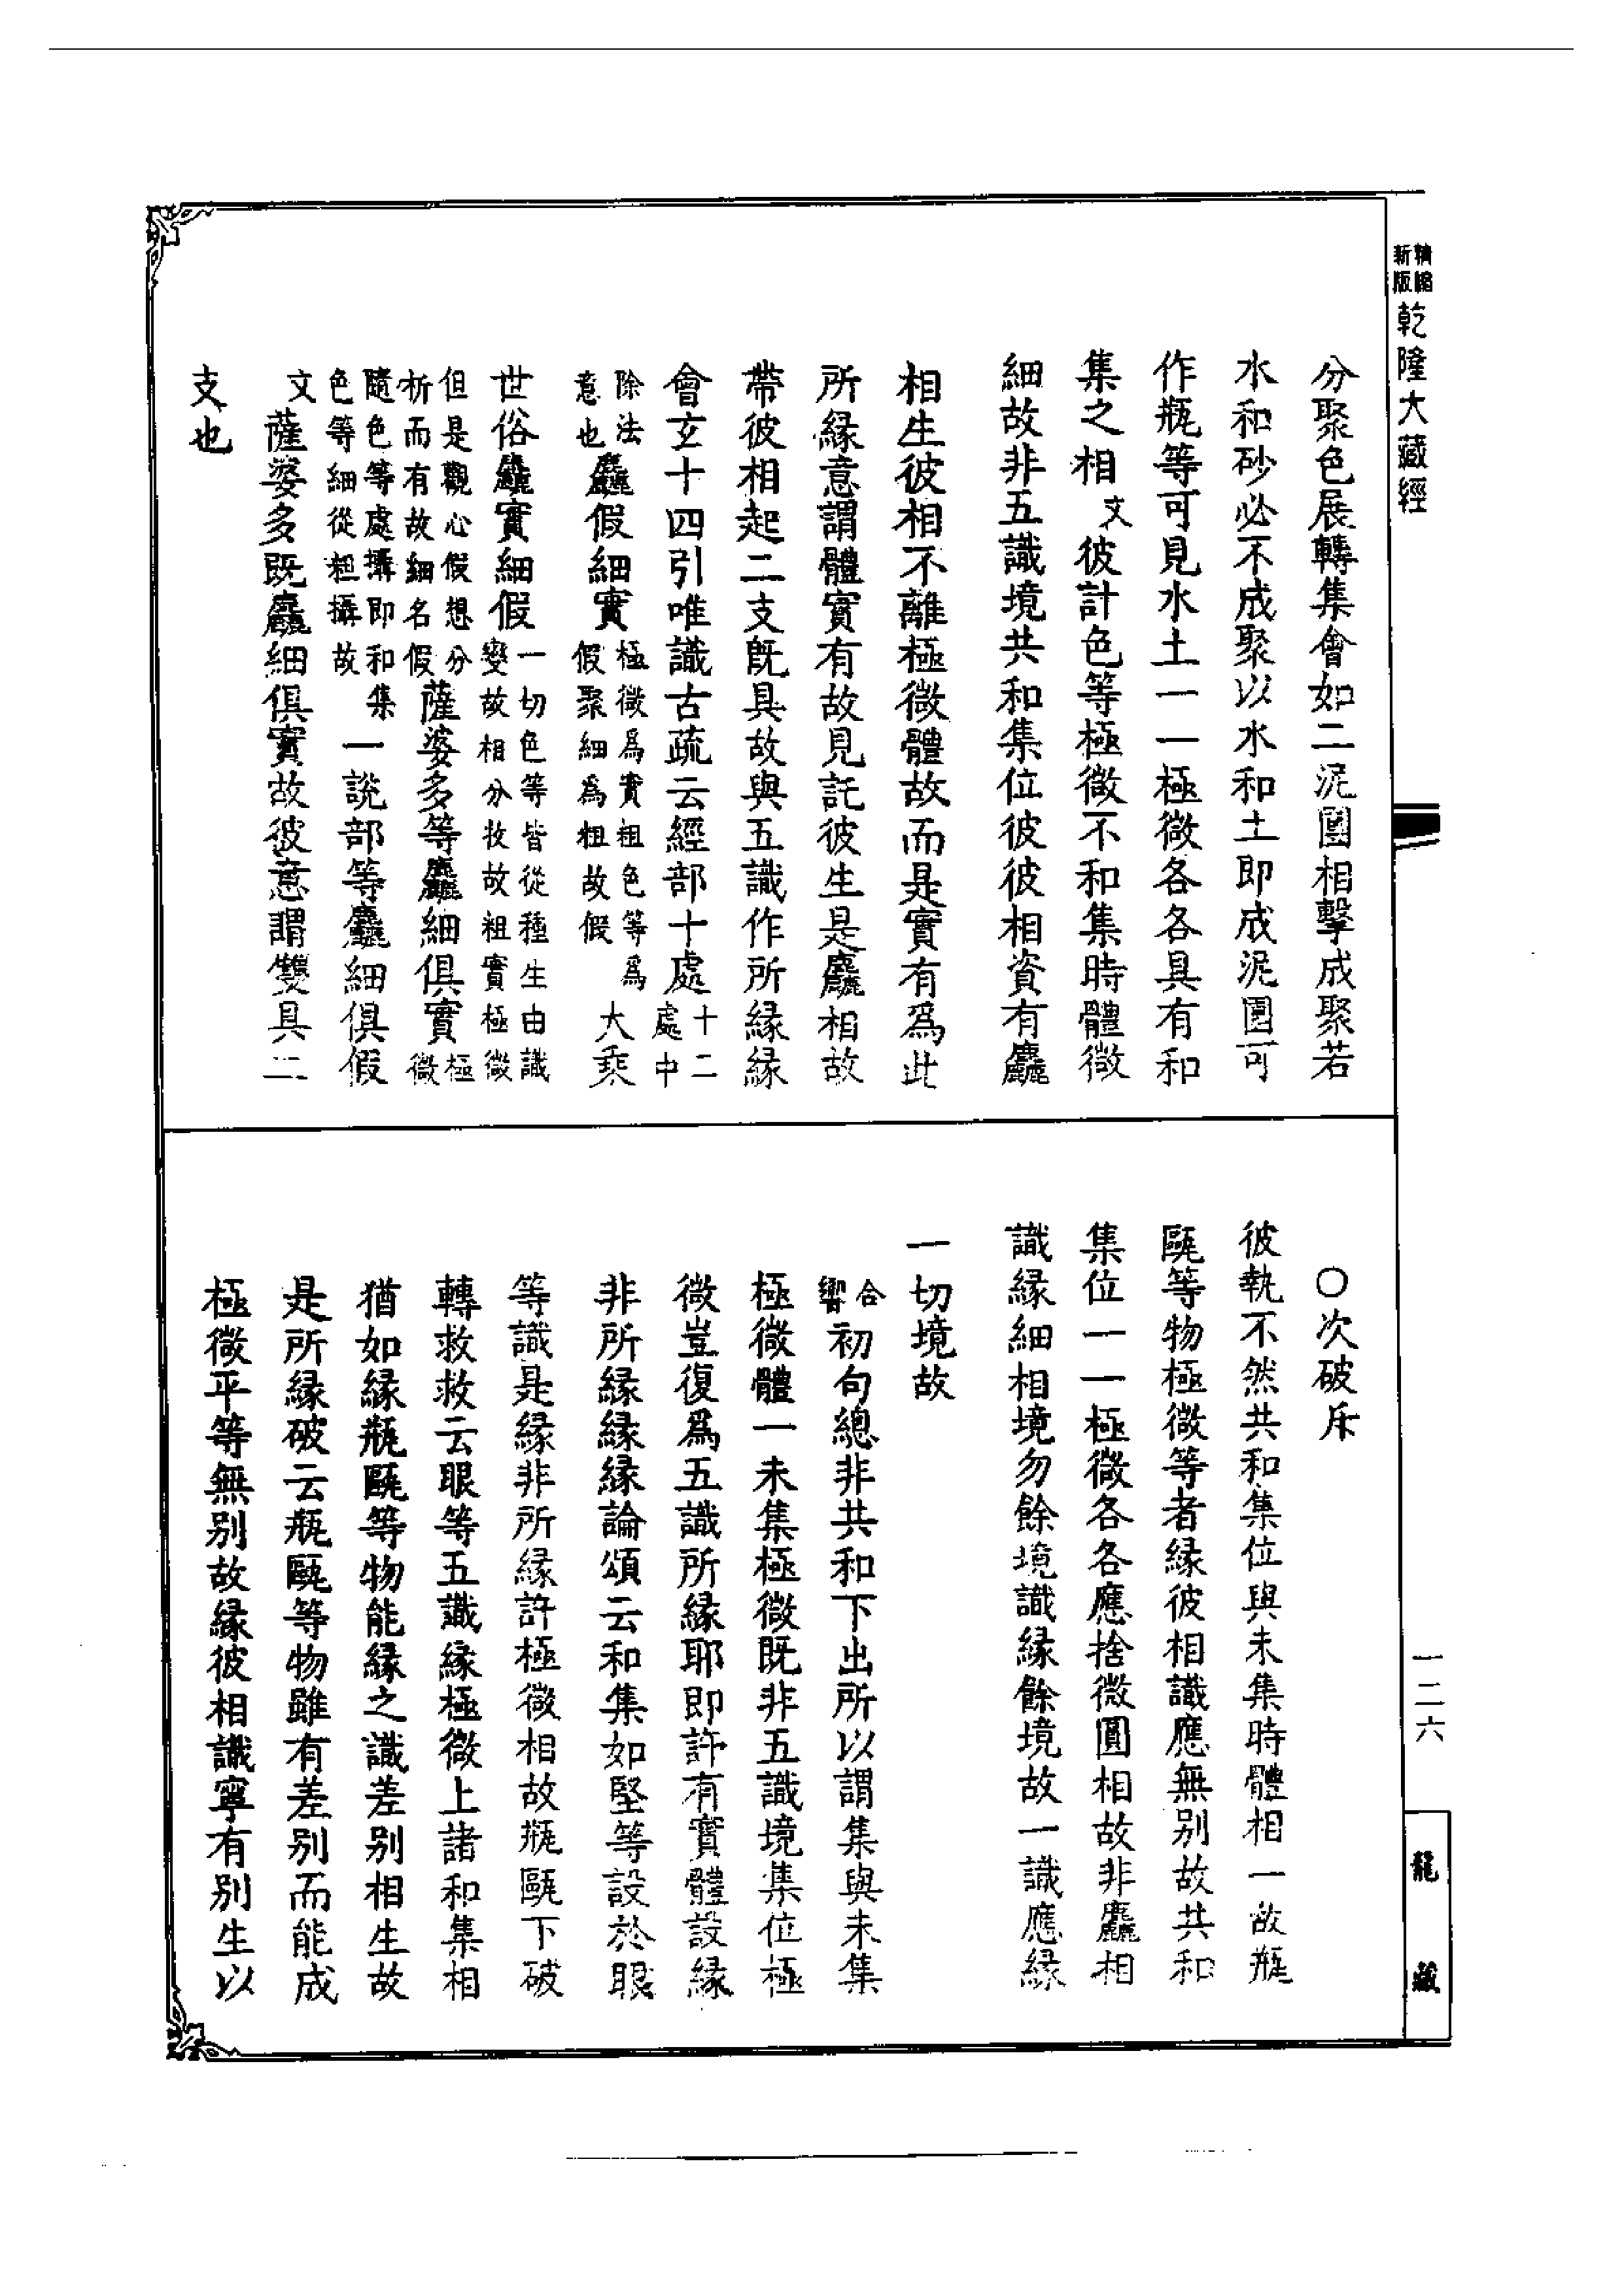 精縮新版乾隆大藏經
分聚色展轉集會如二泥團相擊成聚若
水和砂必不成聚以水和土即成泥團可
作瓶等可見水土一一極微各各具有和
集之相文彼計色等極微不和集時體微
細故非五識境共和集位彼彼相資有麤
相生彼相不離極微體故而是實有爲此
所緣意謂體實有故見託彼生是麤相故
帶彼相起二支旣具故與五識作所緣緣
會玄十四引唯識古疏云經部十處十二處中
除法意也麤假細實極微爲實粗色等爲假聚細爲粗故假大乘
世俗麤實細假一切色等皆從種生由識變故相分攷故粗實極微
但是觀心假想分析而有故細名假薩婆多等麤細俱實極微
隨色等處攝即和集色等細從粗攝故一說部等麤細俱假
文薩婆多既麤細俱實故彼意謂雙具二
支也
○次破斥
彼執不然共和集位與未集時體相一故瓶
甌等物極微等者緣彼相識應無别故共和
集位一一極微各各應捨微圓相故非麤相
識緣細相境勿餘境識緣餘境故一識應緣
一切境故
合響初句總非共和下出所以謂集與未集
極微體一未集極微既非五識境集位極
微豈復爲五識所緣耶即許有實體設緣
非所緣緣緣論頌云和集如堅等設於眼
等識是緣非所緣許極微相故瓶甌下破
轉救救云眼等五識緣極微上諸和集相
猶如緣瓶甌等物能緣之識差别相生故
是所緣破云瓶甌等物雖有差别而能成
極微平等無别故緣彼相識寧有别生以
一二六
龍藏